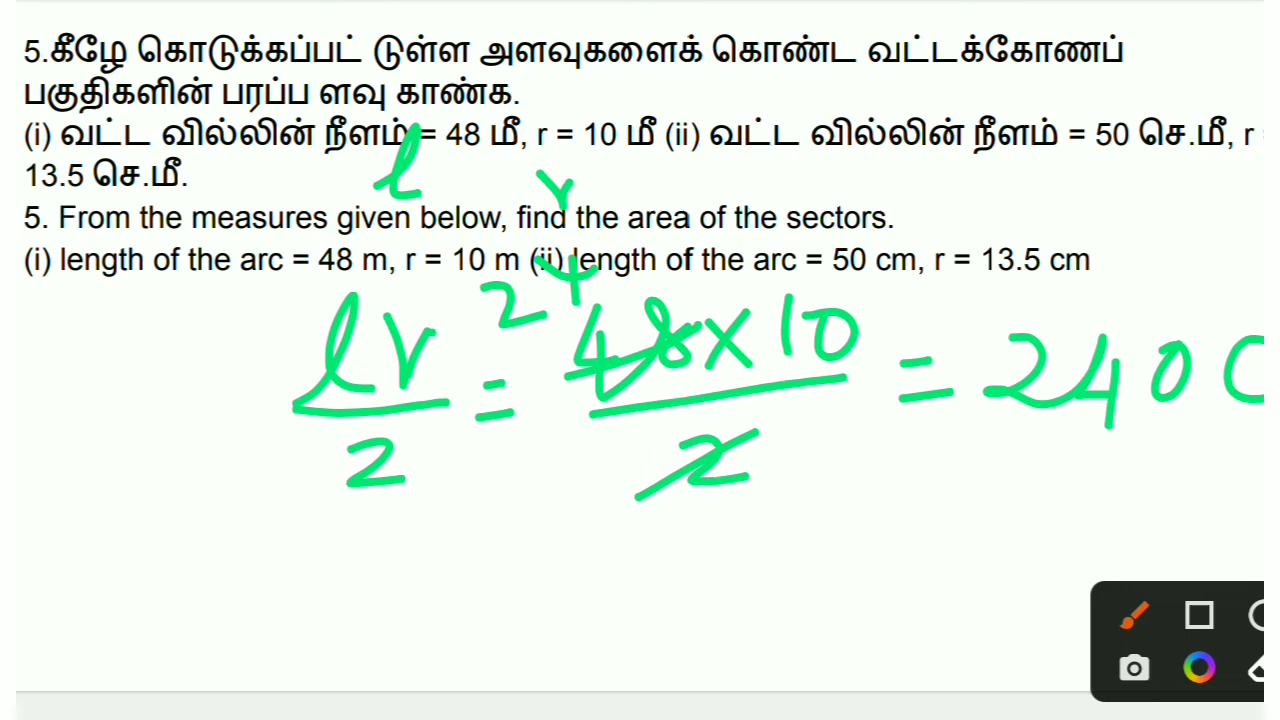 5.கீழே கொடுக்கப்பட் டுள்ள அளவுகளைக் கொண்ட வட்டக்கோணப்
பகுதிகளின் பரப்ப ளவு காண்க.
(i) வட்ட வில்லின் நீளம் = 48 மீ, r = 10 மீ (ii) வட்ட வில்லின் நீளம் = 50 செ.மீ, r
13.5 செ.மீ.
l r
5. From the measures given below, find the area of the sectors.
(i) length of the arc = 48 m, r = 10 m (ii) length of the arc = 50 cm, r = 13.5 cm
24
lr/2 = 48 x 10/2 = 240